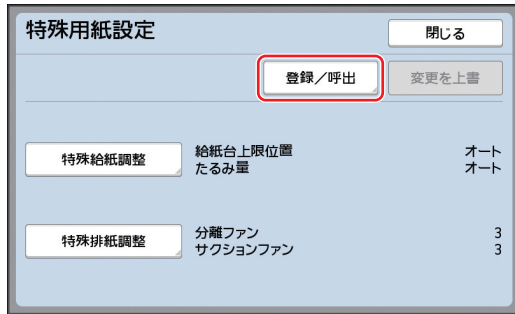 特殊用紙設定
閉じる
登録／呼出
変更を上書
特殊給紙調整
給紙台上限位置 オート
たるみ量 オート
特殊排紙調整
分離ファン 3
サクションファン 3